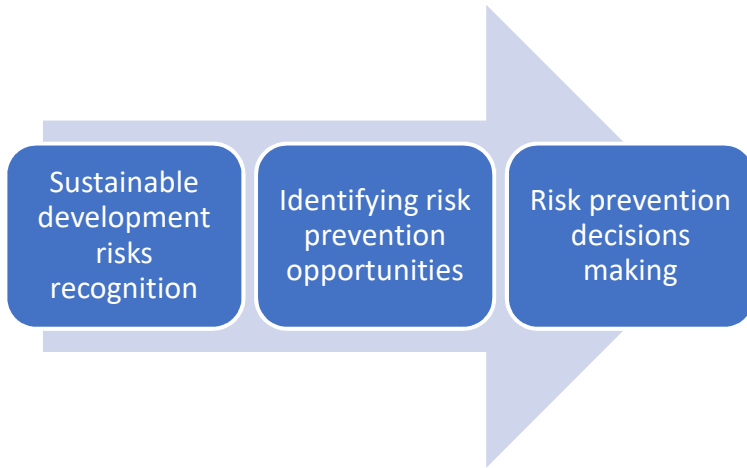 Sustainable
development
risks
recognition
Identifying risk
prevention
opportunities
Risk prevention
decisions
making